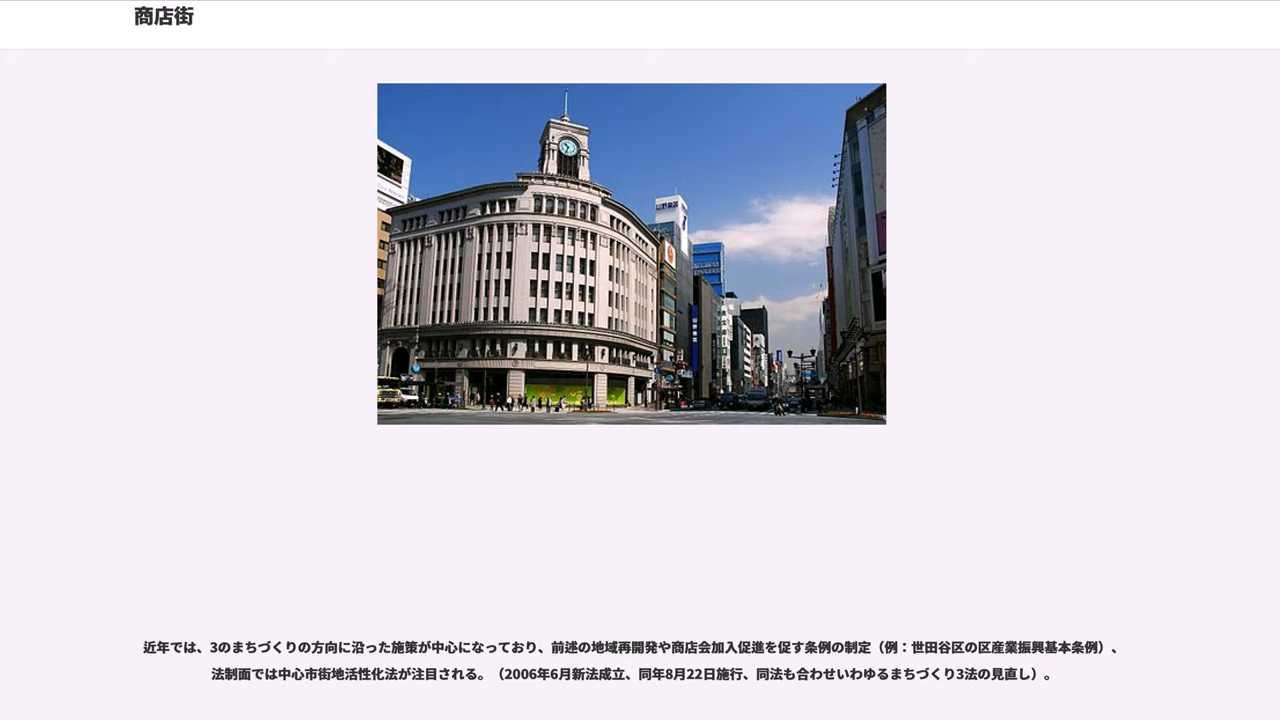 商店街
近年では、3のまちづくりの方向に沿った施策が中心になっており、前述の地域再開発や商店会加入促進を促す条例の制定（例：世田谷区の区産業振興基本条例）、
法制面では中心市街地活性化法が注目される。（2006年6月新法成立、同年8月22日施行、同法も合わせいわゆるまちづくり3法の見直し）。